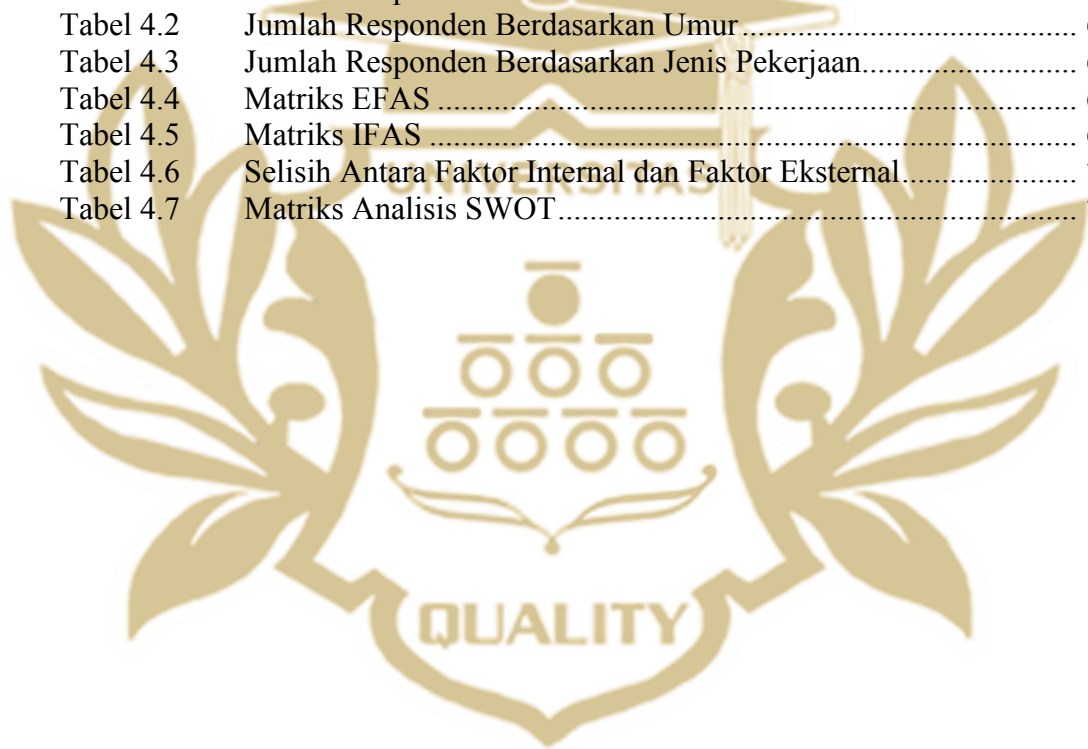 Tabel 4.2 Jumlah Responden Berdasarkan Umur
Tabel 4.3 Jumlah Responden Berdasarkan Jenis Pekerjaan
Tabel 4.4 Matriks EFAS
Tabel 4.5 Matriks IFAS
UNIVERSITAS
Tabel 4.6 Selisih Antara Faktor Internal dan Faktor Eksternal
Tabel 4.7 Matriks Analisis SWOT
QUALITY